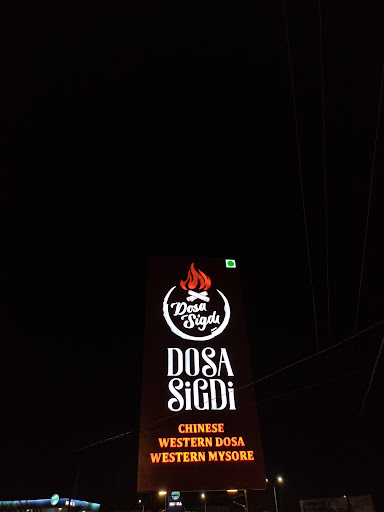 Dosa
Sigdi
DOSA
SiGDi
CHINESE
WESTERN DOSA
WESTERN MYSORE